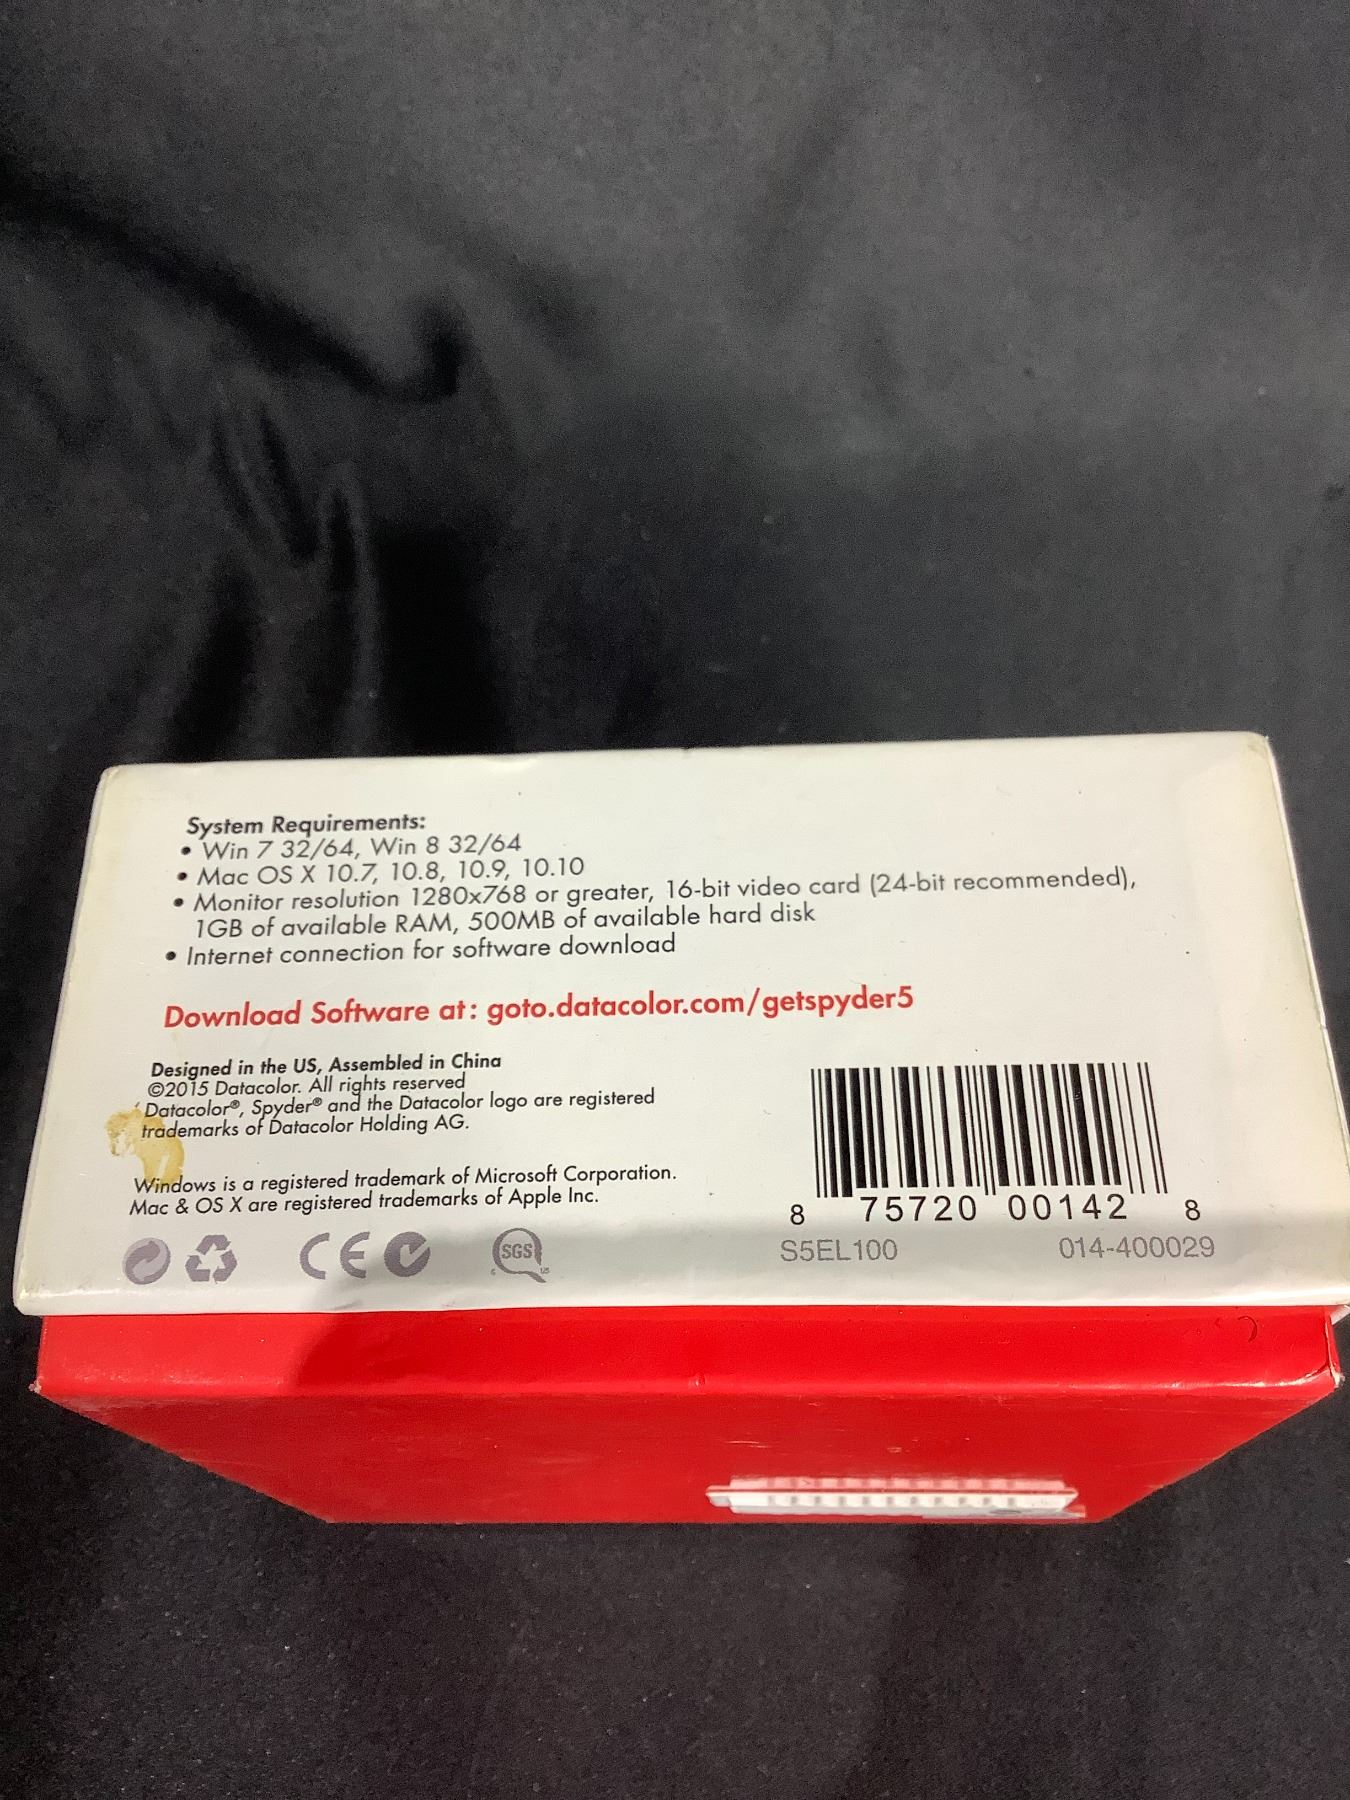 System Requirements:
• Win 7 32/64, Win 8 32/64
• Mac OS X 10.7, 10.8, 10.9, 10.10
• Monitor resolution 1280x768 or greater, 16-bit video card (24-bit recommended),
1GB of available RAM, 500MB of available hard disk
• Internet connection for software download
Download Software at: goto.datacolor.com/getspyder5
Designed in the US, Assembled in China
©2015 Datacolor. All rights reserved
Datacolor®, Spyder® and the Datacolor logo are registered
trademarks of Datacolor Holding AG.
Windows is a registered trademark of Microsoft Corporation.
Mac & OS X are registered trademarks of Apple Inc.
CE SGS
8 75720 00142 8
S5EL100 014-400029